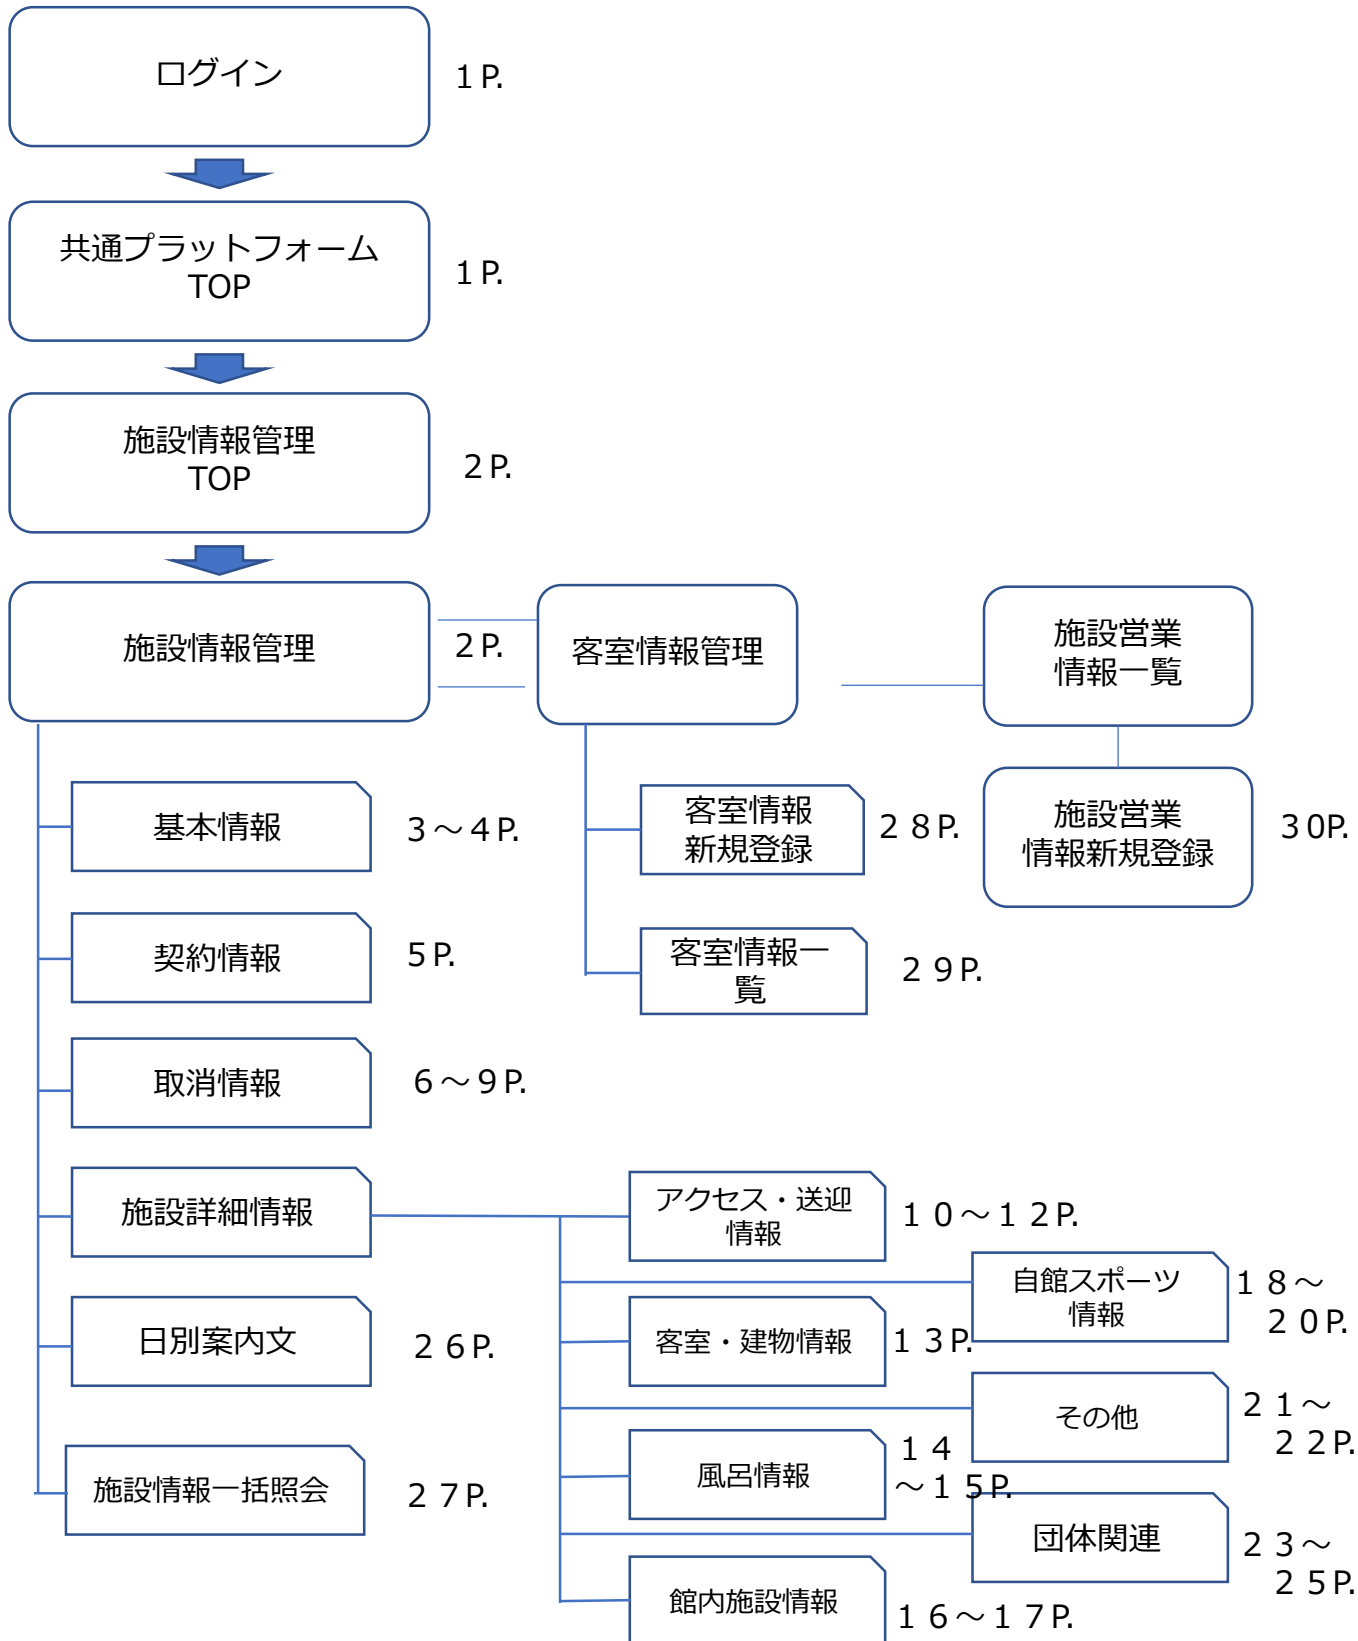 ログイン
１P.
共通プラットフォーム
TOP
１P.
施設情報管理
TOP
２P.
施設情報管理
２P.
客室情報管理
施設営業
情報一覧
基本情報
３～４P.
客室情報
新規登録
２８P.
施設営業
情報新規登録
３0P.
契約情報
５P.
客室情報一
覧
２９P.
取消情報
６～９P.
施設詳細情報
アクセス・送迎
情報
１０～１２P.
自館スポーツ
情報
１８～
２０P.
日別案内文
２６P.
客室・建物情報
１３P.
その他
２１～
２２P.
施設情報一括照会
２７P.
風呂情報
１４
～１５P.
団体関連
２３～
２５P.
館内施設情報
１６～１７P.